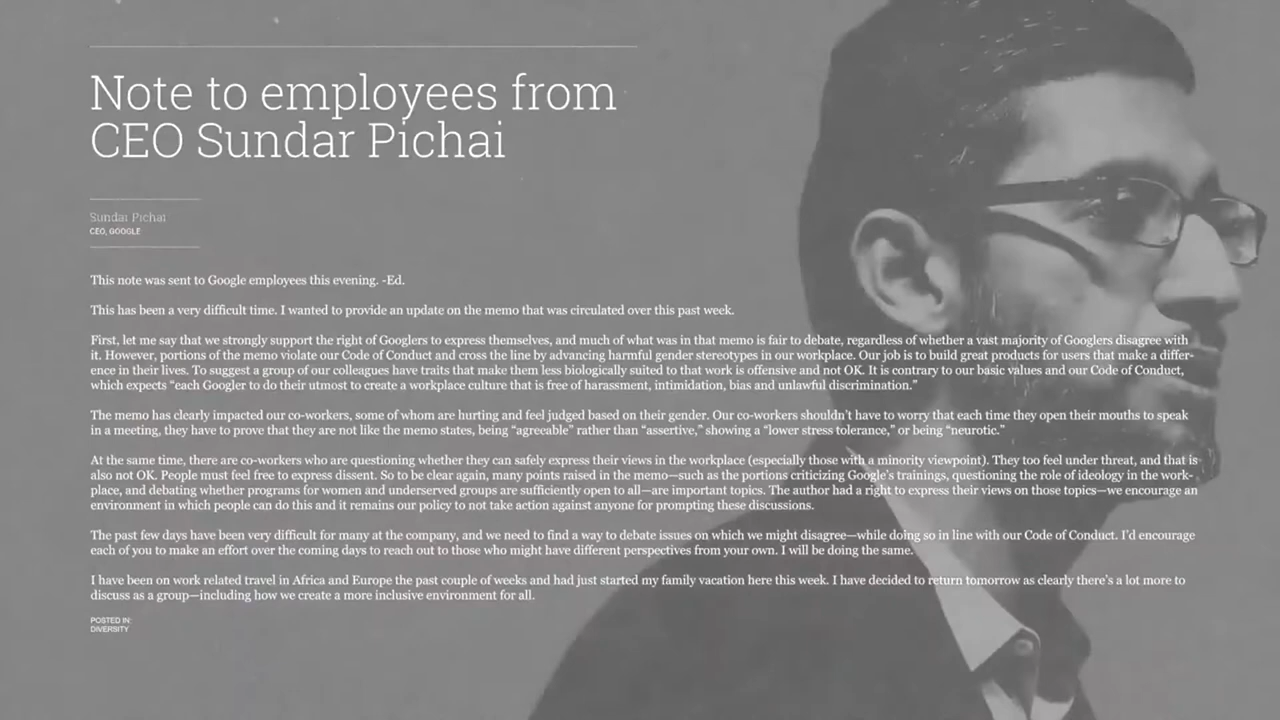 Note to employees from
CEO Sundar Pichai
Sundar Pichai
CEO, GOOGLE
This note was sent to Google employees this evening. -Ed.
This has been a very difficult time. I wanted to provide an update on the memo that was circulated over this past week.
First, let me say that we strongly support the right of Googlers to express themselves, and much of what was in that memo is fair to debate, regardless of whether a vast majority of Googlers disagree with
it. However, portions of the memo violate our Code of Conduct and cross the line by advancing harmful gender stereotypes in our workplace. Our job is to build great products for users that make a differ-
ence in their lives. To suggest a group of our colleagues have traits that make them less biologically suited to that work is offensive and not OK. It is contrary to our basic values and our Code of Conduct,
which expects “each Googler to do their utmost to create a workplace culture that is free of harassment, intimidation, bias and unlawful discrimination.”
The memo has clearly impacted our co-workers, some of whom are hurting and feel judged based on their gender. Our co-workers shouldn’t have to worry that each time they open their mouths to speak
in a meeting, they have to prove that they are not like the memo states, being “agreeable” rather than “assertive,” showing a “lower stress tolerance,” or being “neurotic.”
At the same time, there are co-workers who are questioning whether they can safely express their views in the workplace (especially those with a minority viewpoint). They too feel under threat, and that is
also not OK. People must feel free to express dissent. So to be clear again, many points raised in the memo—such as the portions criticizing Google’s trainings, questioning the role of ideology in the work-
place, and debating whether programs for women and underserved groups are sufficiently open to all—are important topics. The author had a right to express their views on those topics—we encourage an
environment in which people can do this and it remains our policy to not take action against anyone for prompting these discussions.
The past few days have been very difficult for many at the company, and we need to find a way to debate issues on which we might disagree—while doing so in line with our Code of Conduct. I’d encourage
each of you to make an effort over the coming days to reach out to those who might have different perspectives from your own. I will be doing the same.
I have been on work related travel in Africa and Europe the past couple of weeks and had just started my family vacation here this week. I have decided to return tomorrow as clearly there’s a lot more to
discuss as a group—including how we create a more inclusive environment for all.
POSTED IN:
DIVERSITY